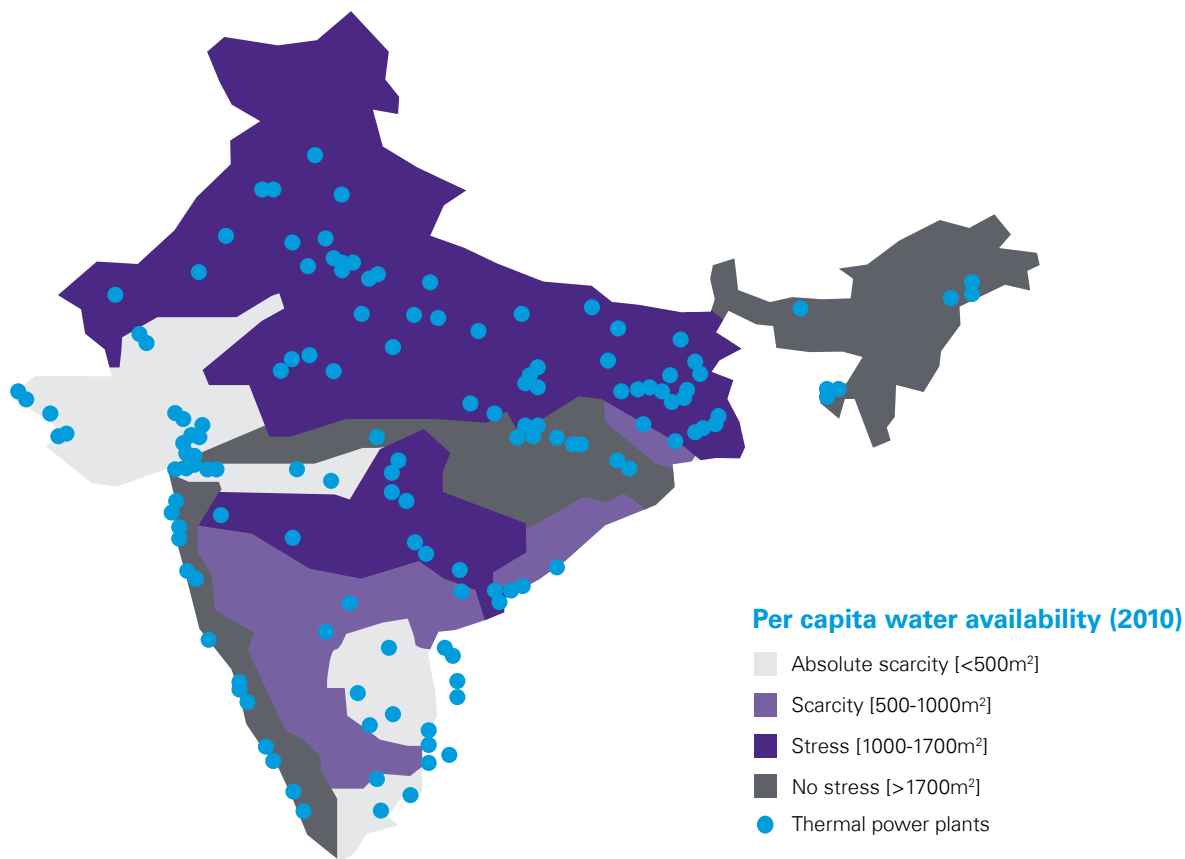 Per capita water availability (2010)
Absolute scarcity [<500m²]
Scarcity [500-1000m²]
Stress [1000-1700m²]
No stress [>1700m²]
Thermal power plants